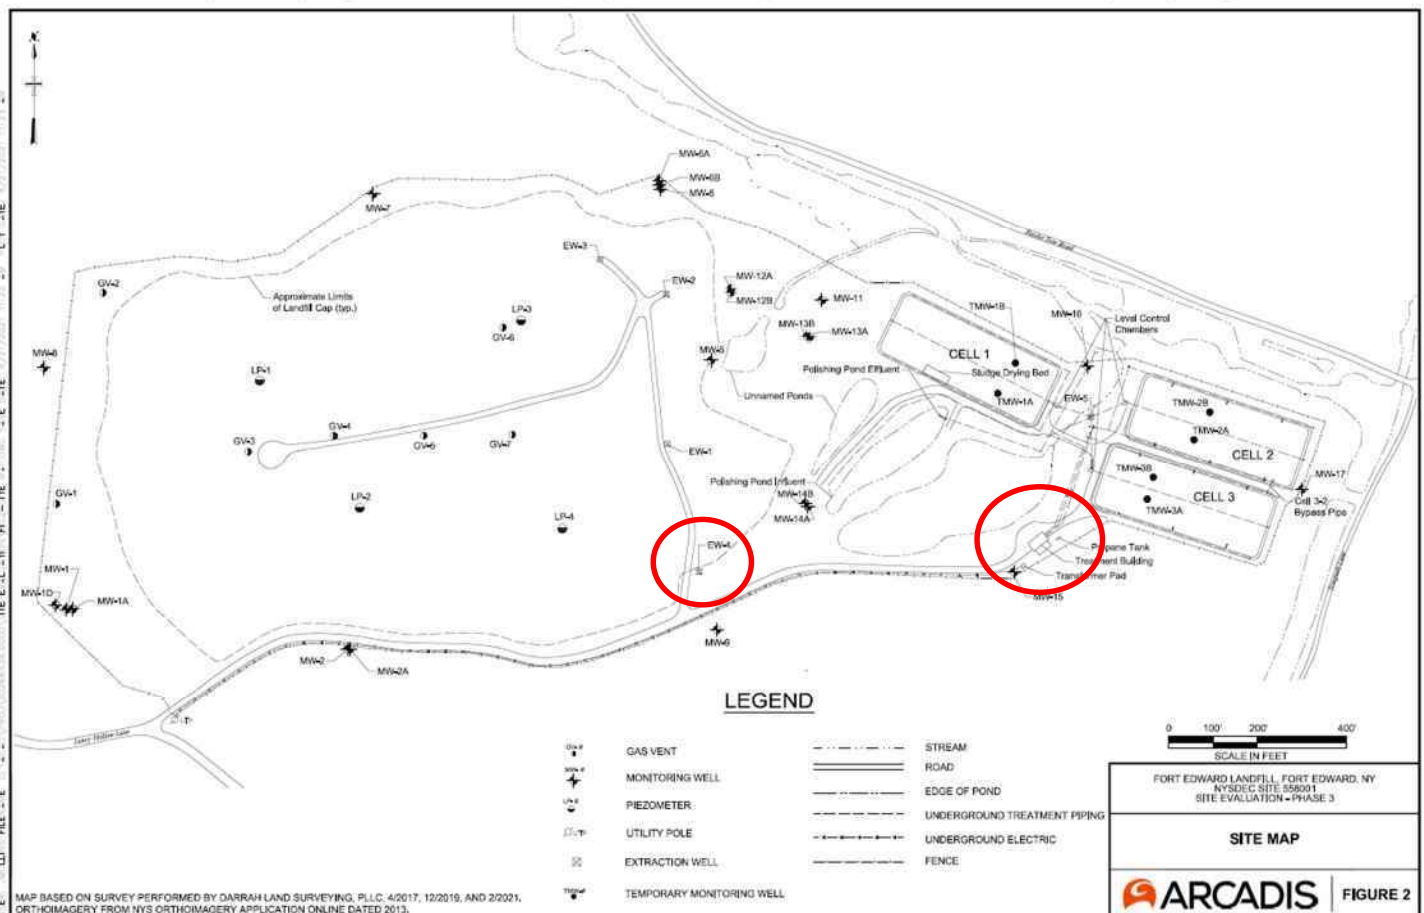 MW-6A
MW-6B
MW-6
MW-7
EW-3
GV-2
EW-2
MW-12A
MW-12B
MW-11
Approximate Limits
of Landfill Cap (typ.)
LP-3
GV-6
TMW-1B
MW-16
Level Control
Chambers
MW-13B
MW-13A
MW-8
MW-5
CELL 1
LP-1
Polishing Pond Effluent
Sludge Drying Bed
Unnamed Ponds
TMW-1A
EW-5
TMW-2B
GV-4
GV-3
GV-5
GV-7
TMW-2A
EW-1
CELL 2
TMW-3B
MW-17
Polishing Pond Influent
GV-1
LP-2
MW-14B
CELL 3
Cell 3-2
Bypass Pipe
TMW-3A
LP-4
MW-14A
EW-4
Propane Tank
Treatment Building
MW-1
Transformer Pad
MW-1D
MW-1A
MW-15
MW-9
MW-2
MW-2A
LEGEND
GAS VENT
MONITORING WELL
PIEZOMETER
UTILITY POLE
EXTRACTION WELL
TEMPORARY MONITORING WELL
STREAM
ROAD
EDGE OF POND
UNDERGROUND TREATMENT PIPING
UNDERGROUND ELECTRIC
FENCE
0 100' 200' 400'
SCALE IN FEET
FORT EDWARD LANDFILL, FORT EDWARD, NY
NYSDEC SITE 558001
SITE EVALUATION - PHASE 3
SITE MAP
ARCADIS
FIGURE 2
MAP BASED ON SURVEY PERFORMED BY DARRAH LAND SURVEYING, PLLC, 4/2017, 12/2019, AND 2/2021.
ORTHOIMAGERY FROM NYS ORTHOIMAGERY APPLICATION ONLINE DATED 2013.